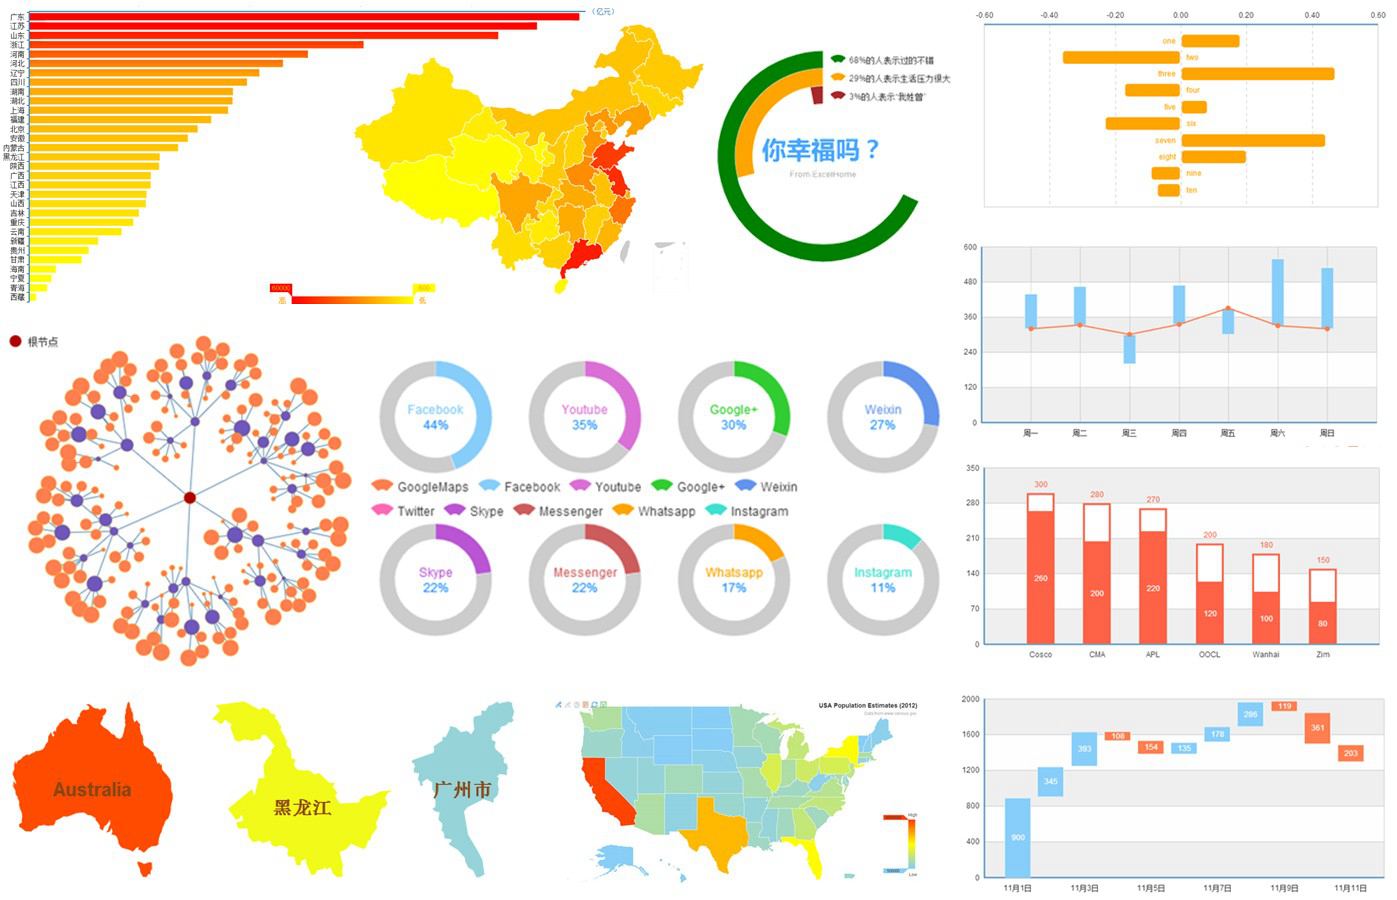 （亿元）
广东
江苏
山东
浙江
河南
河北
辽宁
四川
湖南
湖北
上海
福建
北京
安徽
内蒙古
黑龙江
陕西
广西
江西
天津
山西
吉林
重庆
云南
新疆
贵州
甘肃
海南
宁夏
青海
西藏
60000
600
高
低
68%的人表示过的不错
29%的人表示生活压力很大
3%的人表示“我姓曾”
你幸福吗？
From ExcelHome
-0.60 -0.40 -0.20 0.00 0.20 0.40 0.60
one
two
three
four
five
six
seven
eight
nine
ten
600
480
360
240
120
0
周一 周二 周三 周四 周五 周六 周日
根节点
Facebook
44%
Youtube
35%
Google+
30%
Weixin
27%
GoogleMaps Facebook Youtube Google+ Weixin
Twitter Skype Messenger Whatsapp Instagram
Skype
22%
Messenger
22%
Whatsapp
17%
Instagram
11%
350
280
210
140
70
0
300
280
270
200
180
150
260
200
220
120
100
80
Cosco CMA APL OOCL Wanhai Zim
Australia
黑龙江
广州市
USA Population Estimates (2012)
Data from www.census.gov
High
Low
2000
1600
1200
800
400
0
900
345
393
108
154
135
178
286
119
361
203
11月1日 11月3日 11月5日 11月7日 11月9日 11月11日